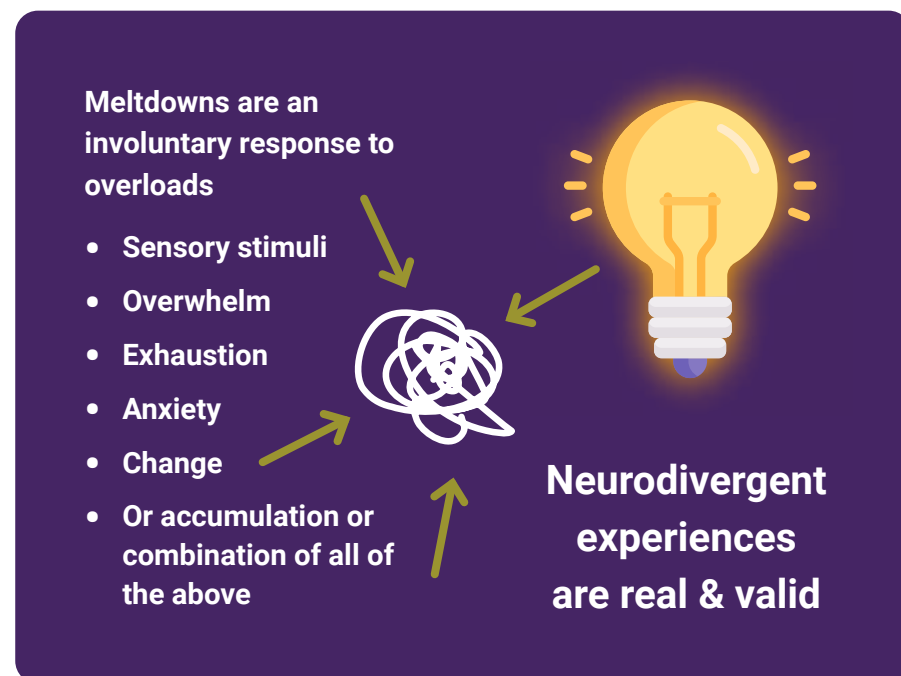 Meltdowns are an
involuntary response to
overloads
• Sensory stimuli
• Overwhelm
• Exhaustion
• Anxiety
• Change
• Or accumulation or
combination of all of
the above
Neurodivergent
experiences
are real & valid